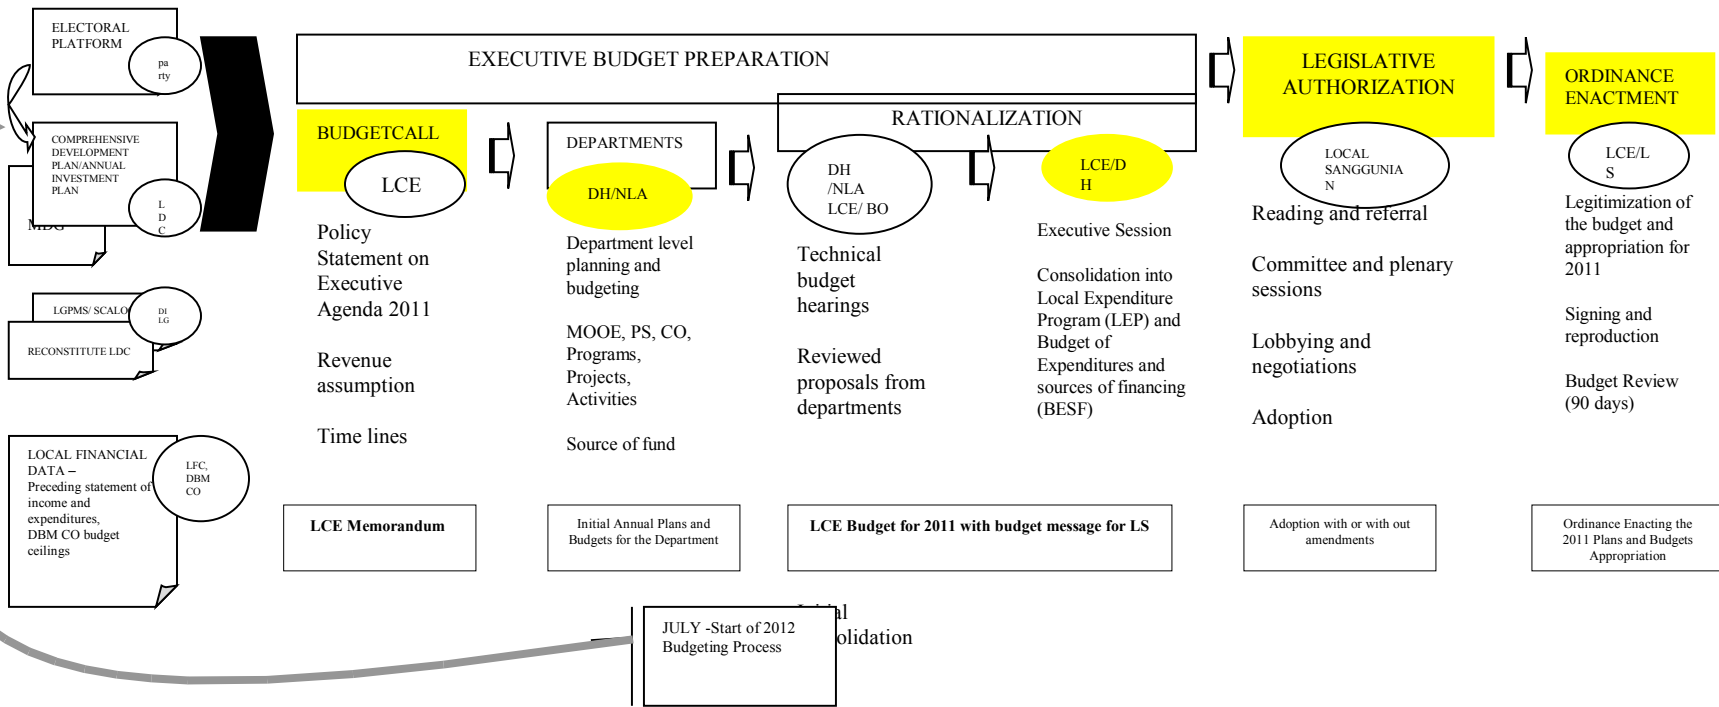 ELECTORAL
PLATFORM
pa
rty
COMPREHENSIVE
DEVELOPMENT
PLAN/ANNUAL
INVESTMENT
PLAN
L
D
C
MDG
LGPMS/ SCALO
DI
LG
RECONSTITUTE LDC
LOCAL FINANCIAL
DATA –
Preceding statement of
income and
expenditures,
DBM CO budget
ceilings
LFC,
DBM
CO
EXECUTIVE BUDGET PREPARATION
RATIONALIZATION
BUDGETCALL
LCE
Policy
Statement on
Executive
Agenda 2011
Revenue
assumption
Time lines
LCE Memorandum
DEPARTMENTS
DH/NLA
Department level
planning and
budgeting
MOOE, PS, CO,
Programs,
Projects,
Activities
Source of fund
Initial Annual Plans and
Budgets for the Department
DH
/NLA
LCE/ BO
Technical
budget
hearings
Reviewed
proposals from
departments
LCE/D
H
Executive Session
Consolidation into
Local Expenditure
Program (LEP) and
Budget of
Expenditures and
sources of financing
(BESF)
LCE Budget for 2011 with budget message for LS
LEGISLATIVE
AUTHORIZATION
LOCAL
SANGGUNIA
N
Reading and referral
Committee and plenary
sessions
Lobbying and
negotiations
Adoption
Adoption with or with out
amendments
ORDINANCE
ENACTMENT
LCE/L
S
Legitimization of
the budget and
appropriation for
2011
Signing and
reproduction
Budget Review
(90 days)
Ordinance Enacting the
2011 Plans and Budgets
Appropriation
JULY -Start of 2012
Budgeting Process